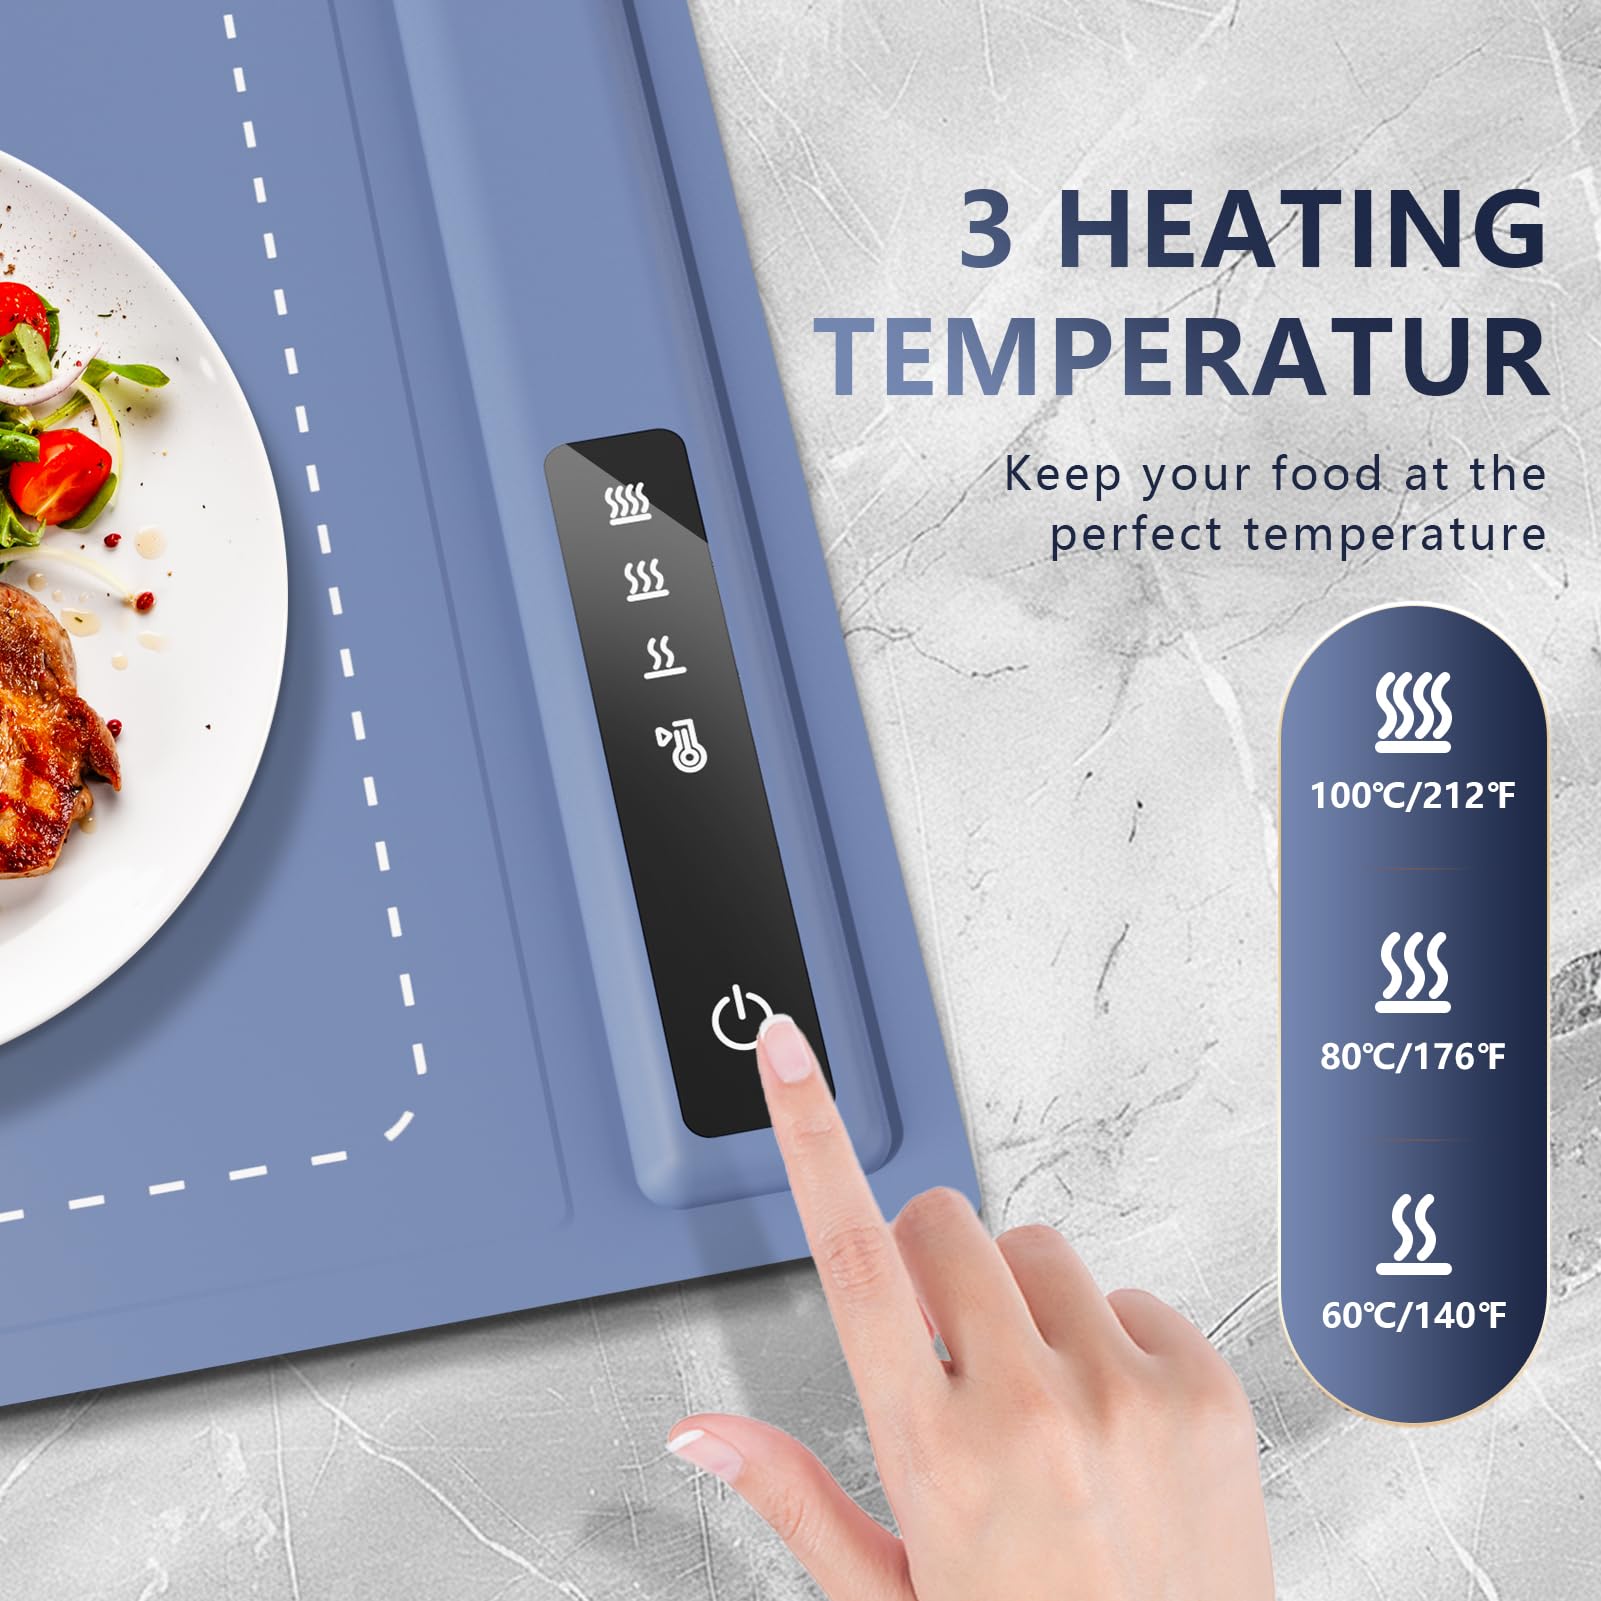 3 HEATING
TEMPERATUR
Keep your food at the
perfect temperature
100℃/212℉
80℃/176℉
60℃/140℉